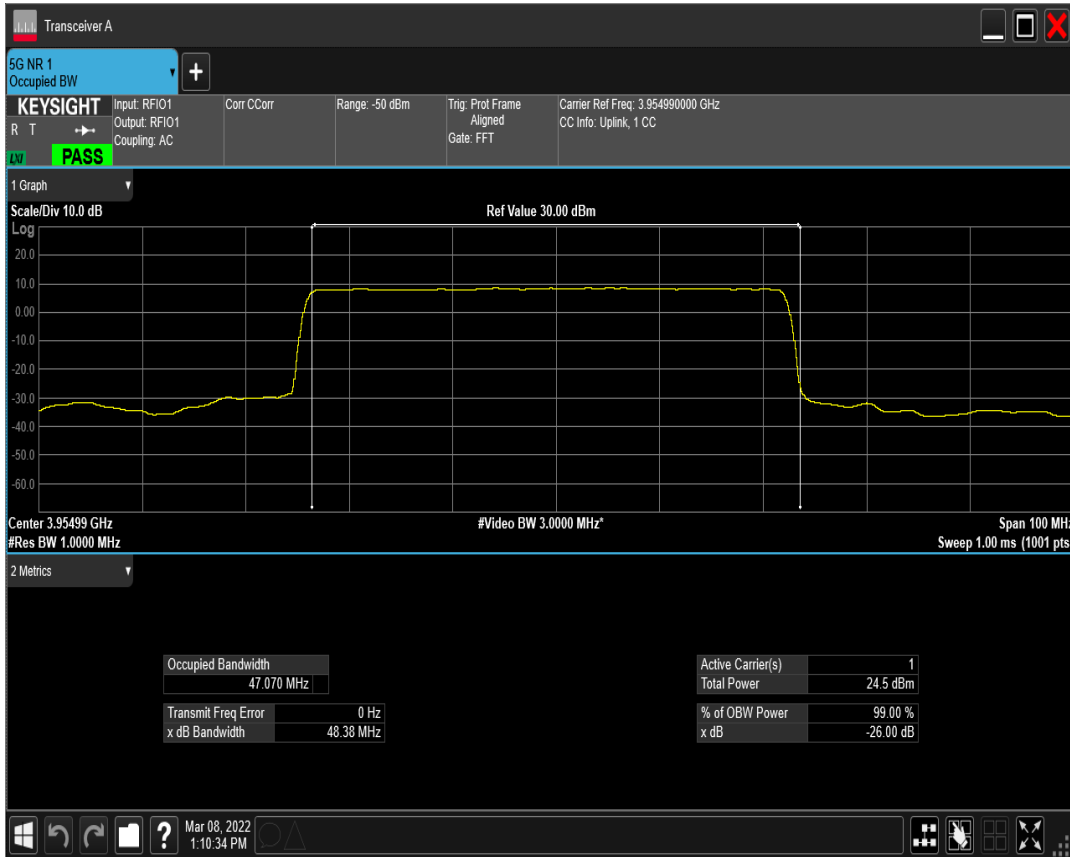 Transceiver A
5G NR 1
Occupied BW
KEYSIGHT
R T
LXI
PASS
Input: RFIO1
Output: RFIO1
Coupling: AC
Corr CCorr
Range: -50 dBm
Trig: Prot Frame
Aligned
Gate: FFT
Carrier Ref Freq: 3.954990000 GHz
CC Info: Uplink, 1 CC
1 Graph
Scale/Div 10.0 dB
Ref Value 30.00 dBm
Log
20.0
10.0
0.00
-10.0
-20.0
-30.0
-40.0
-50.0
-60.0
Center 3.95499 GHz
#Video BW 3.0000 MHz*
Span 100 MHz
#Res BW 1.0000 MHz
Sweep 1.00 ms (1001 pts
2 Metrics
Occupied Bandwidth
47.070 MHz
Transmit Freq Error 0 Hz
x dB Bandwidth 48.38 MHz
Active Carrier(s) 1
Total Power 24.5 dBm
% of OBW Power 99.00 %
x dB -26.00 dB
?
Mar 08, 2022
1:10:34 PM